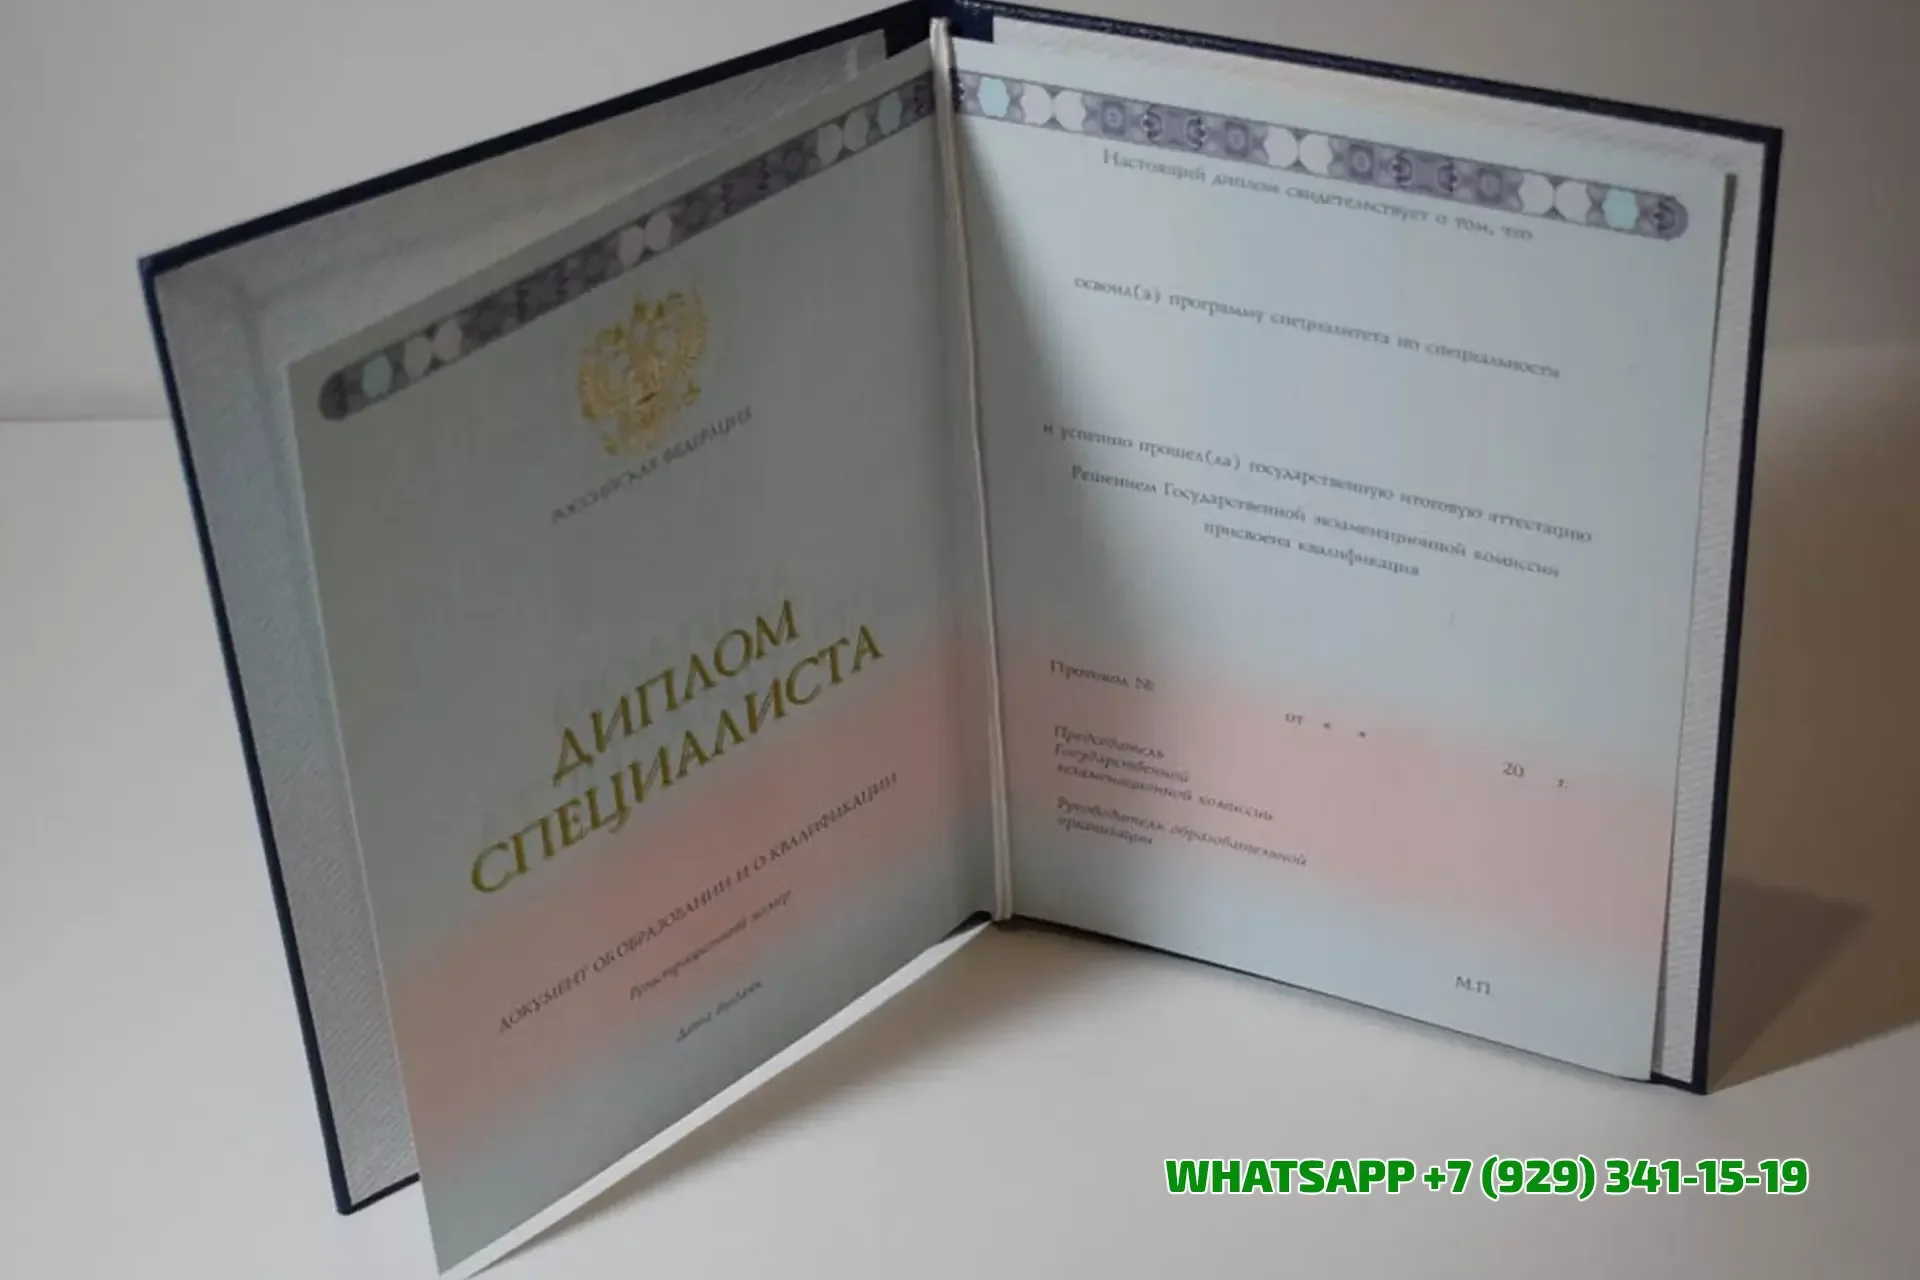 РОССИЙСКАЯ ФЕДЕРАЦИЯ
ДИПЛОМ
СПЕЦИАЛИСТА
ДОКУМЕНТ ОБ ОБРАЗОВАНИИ И О КВАЛИФИКАЦИИ
Регистрационный номер
Дата выдачи
Настоящий диплом свидетельствует о том, что
освоил(а) программу специалитета по специальности
и успешно прошел(ла) государственную итоговую аттестацию
Решением Государственной экзаменационной комиссии
присвоена квалификация
Протокол №
от « » 20 г.
Председатель
Государственной
экзаменационной комиссии
Руководитель образовательной
организации
М.П.
WHATSAPP +7 (929) 341-15-19